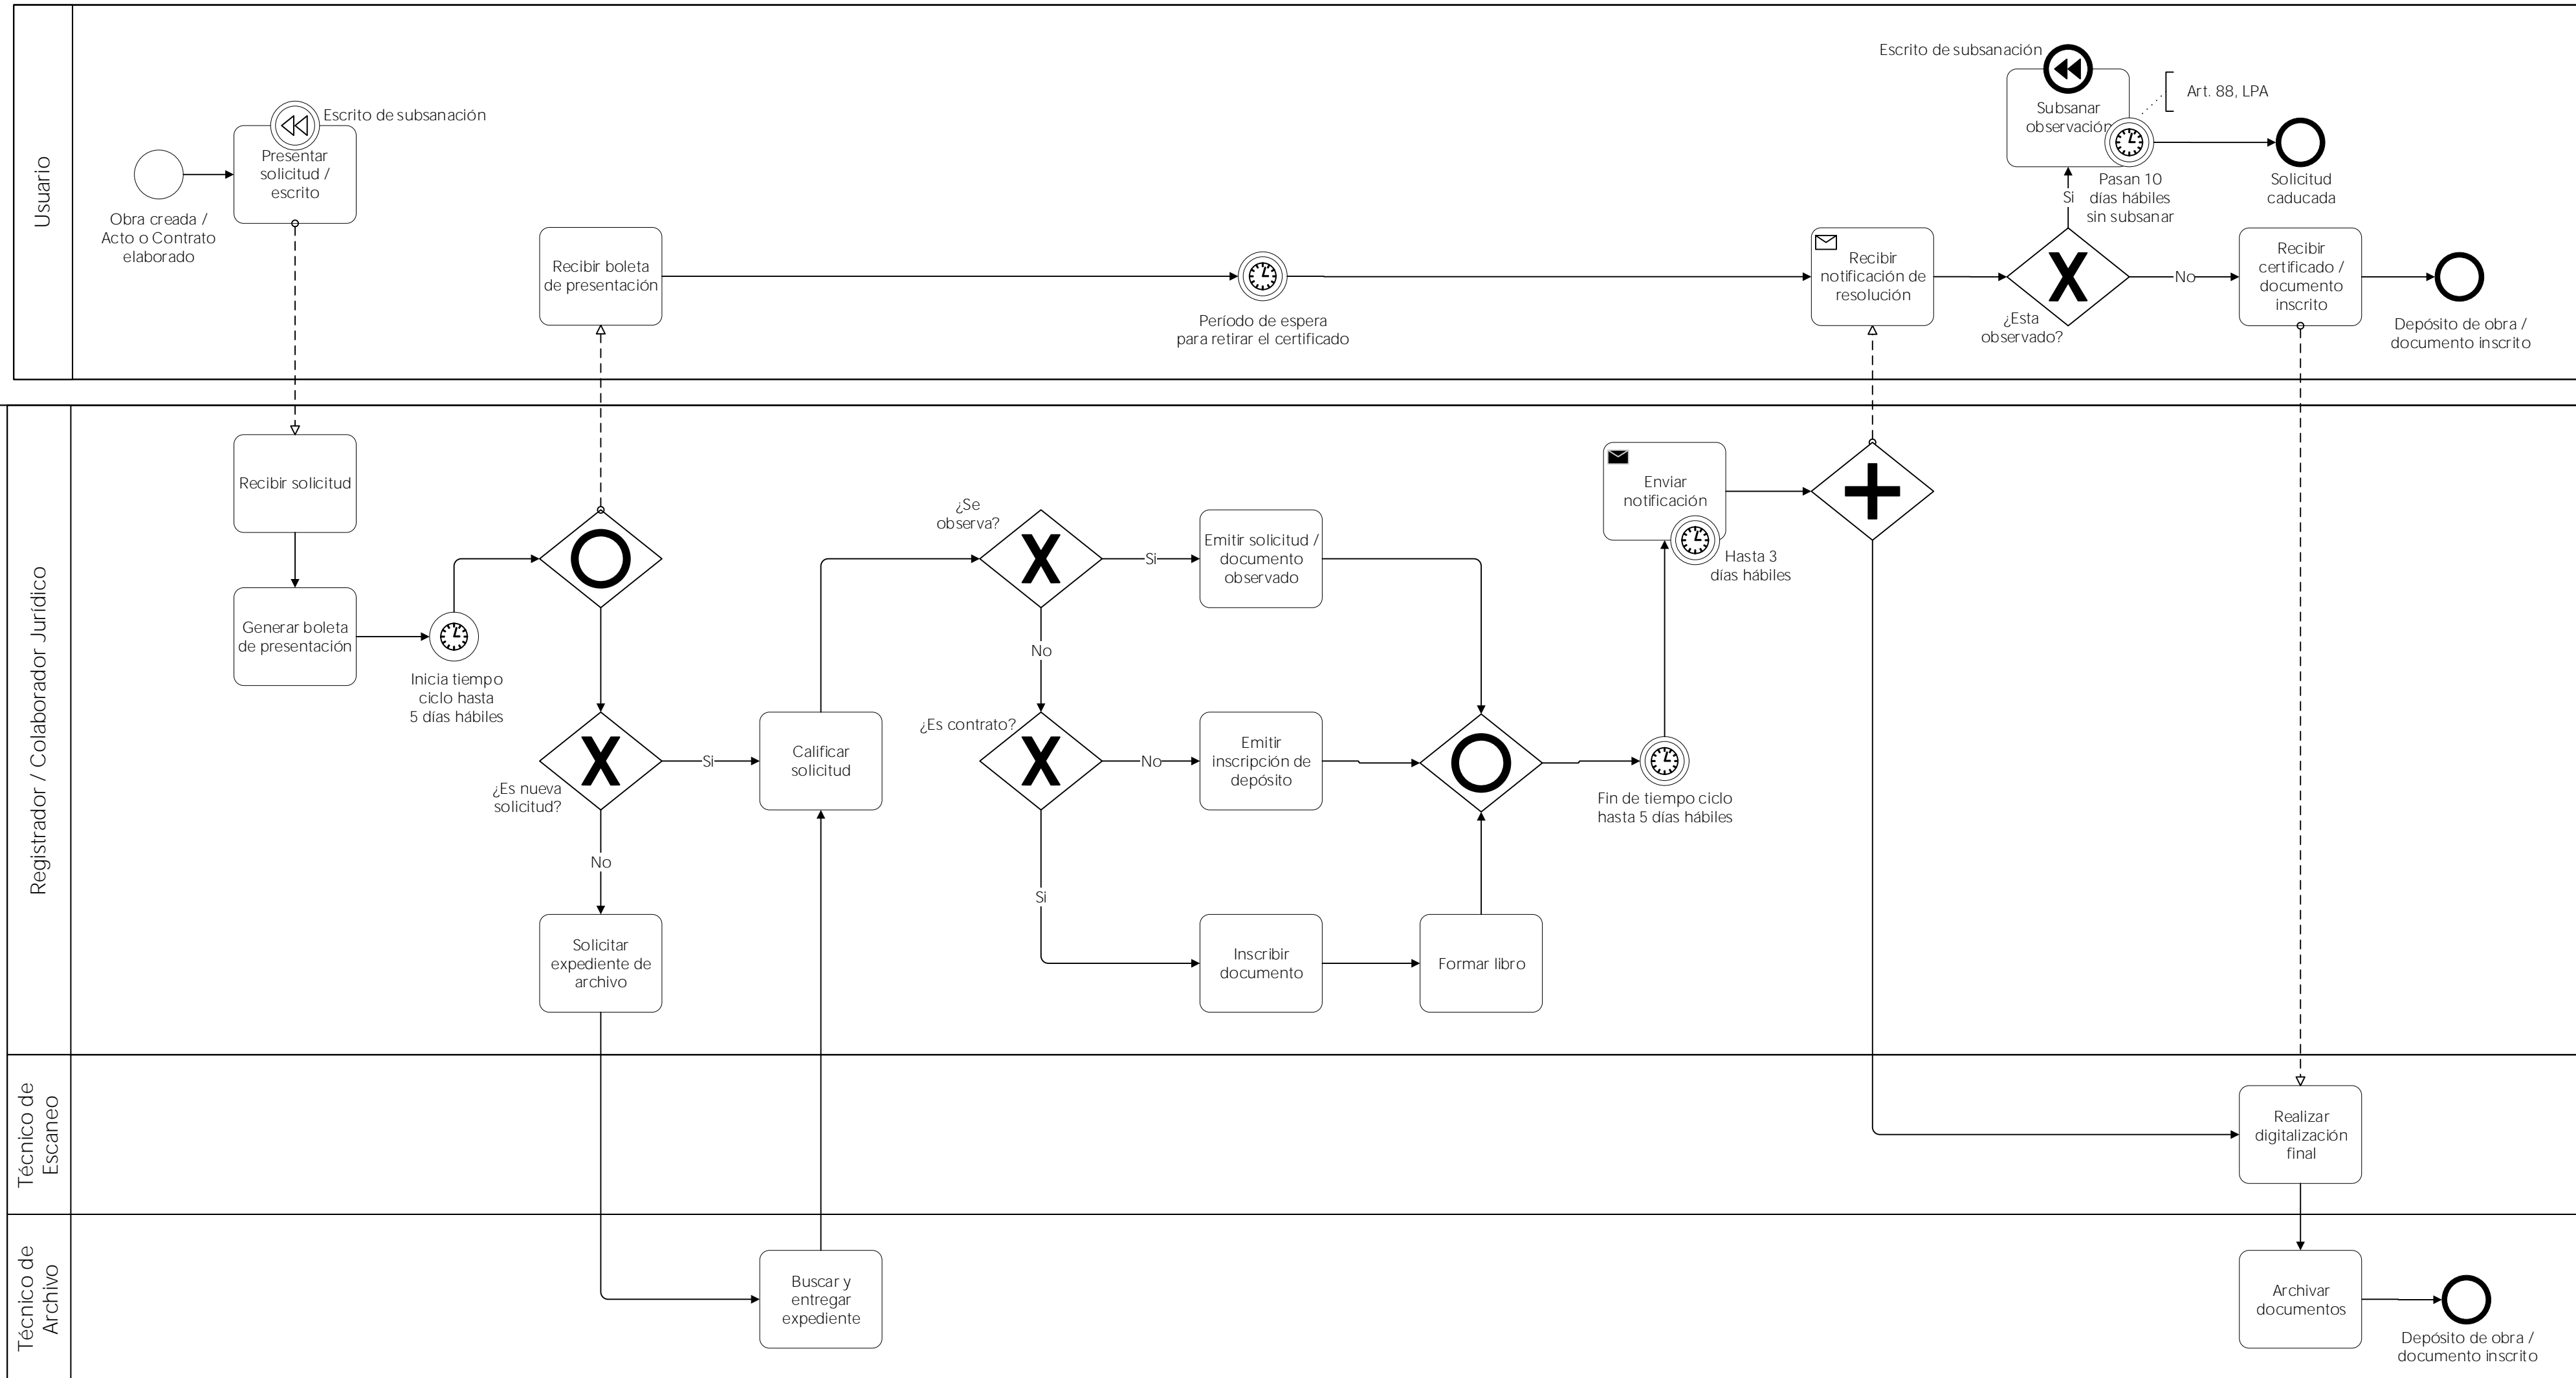 Usuario
Obra creada /
Acto o Contrato
elaborado
Escrito de subsanación
Presentar
solicitud /
escrito
Recibir boleta
de presentación
Período de espera
para retirar el certificado
Recibir
notificación de
resolución
¿Esta
observado?
Si
No
Escrito de subsanación
Subsanar
observación
Art. 88, LPA
Pasan 10
días hábiles
sin subsanar
Solicitud
caducada
Recibir
certificado /
documento
inscrito
Depósito de obra /
documento inscrito
Registrador / Colaborador Jurídico
Recibir solicitud
Generar boleta
de presentación
Inicia tiempo
ciclo hasta
5 días hábiles
¿Es nueva
solicitud?
Si
No
Solicitar
expediente de
archivo
Calificar
solicitud
¿Se
observa?
Si
No
Emitir solicitud /
documento
observado
¿Es contrato?
No
Si
Emitir
inscripción de
depósito
Inscribir
documento
Formar libro
Fin de tiempo ciclo
hasta 5 días hábiles
Enviar
notificación
Hasta 3
días hábiles
Técnico de
Escaneo
Realizar
digitalización
final
Técnico de
Archivo
Buscar y
entregar
expediente
Archivar
documentos
Depósito de obra /
documento inscrito